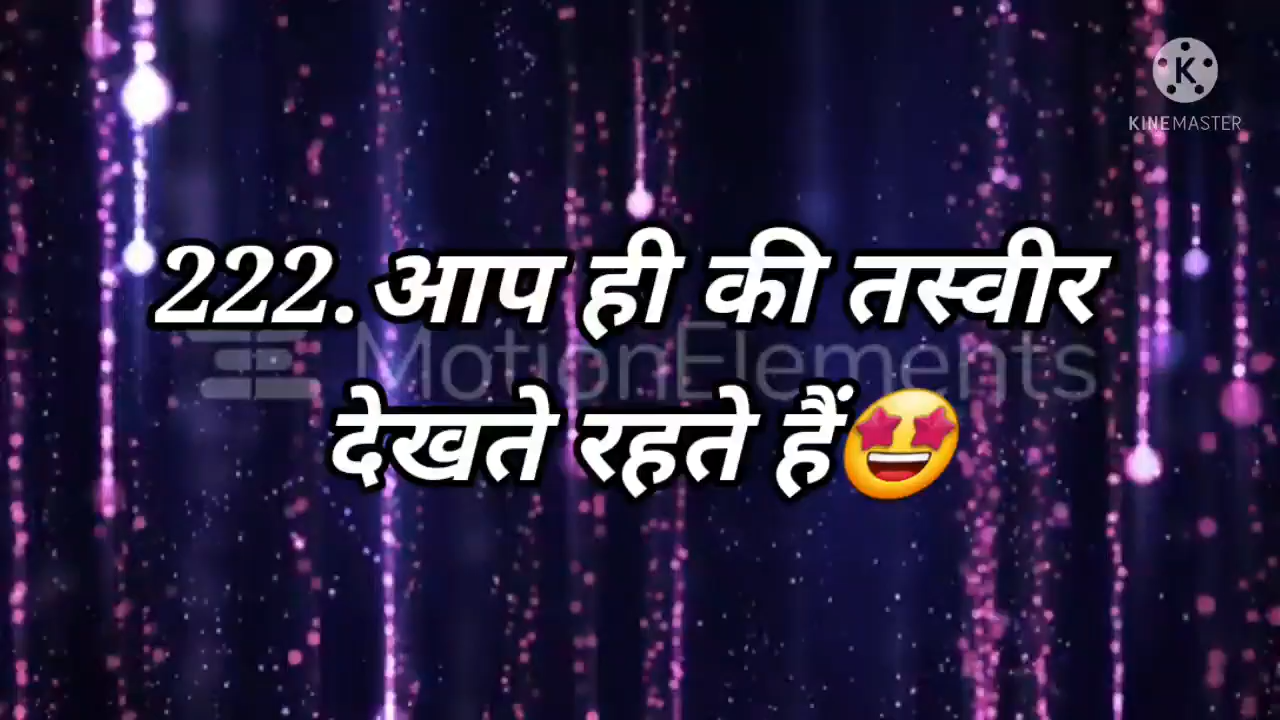 KINEMASTER
222. आप ही की तस्वीर
MotionElements
देखते रहते हैं🤩